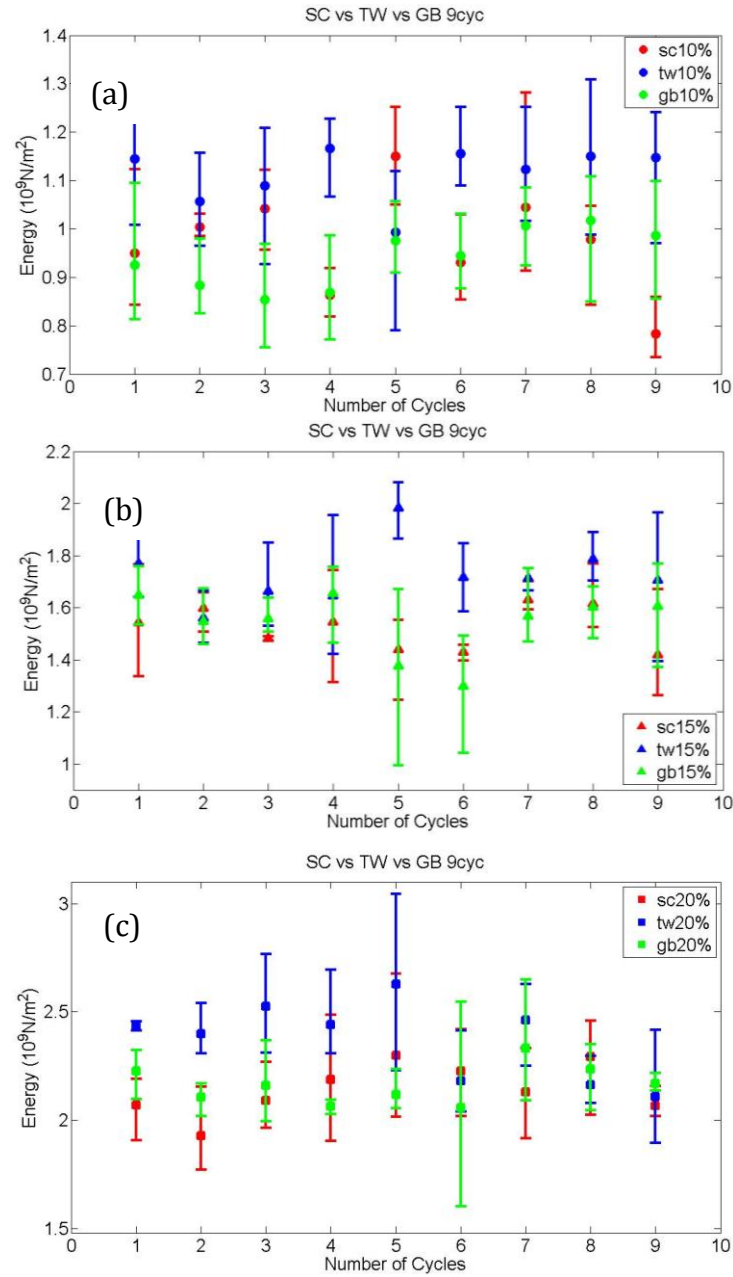 SC vs TW vs GB 9cyc
(a)
sc10%
tw10%
gb10%
Energy (10⁹N/m²)
1.4
1.3
1.2
1.1
1
0.9
0.8
0.7
0 1 2 3 4 5 6 7 8 9 10
Number of Cycles
SC vs TW vs GB 9cyc
(b)
Energy (10⁹N/m²)
2.2
2
1.8
1.6
1.4
1.2
1
sc15%
tw15%
gb15%
0 1 2 3 4 5 6 7 8 9 10
Number of Cycles
SC vs TW vs GB 9cyc
(c)
sc20%
tw20%
gb20%
Energy (10⁹N/m²)
3
2.5
2
1.5
0 1 2 3 4 5 6 7 8 9 10
Number of Cycles